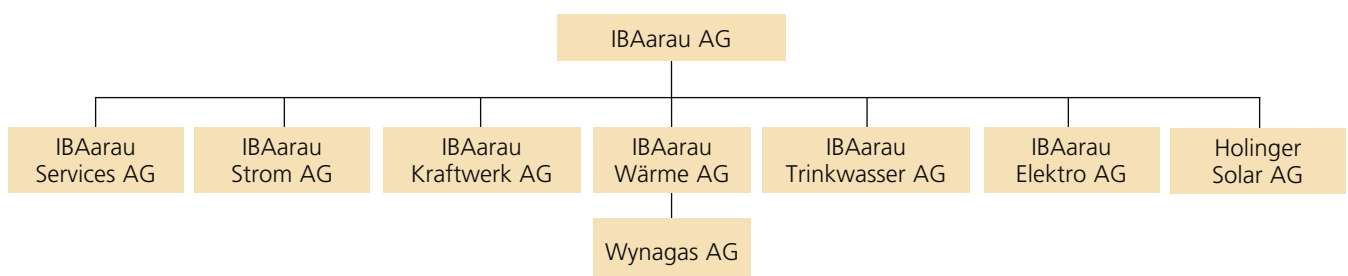 IBAarau AG
IBAarau
Services AG
IBAarau
Strom AG
IBAarau
Kraftwerk AG
IBAarau
Wärme AG
IBAarau
Trinkwasser AG
IBAarau
Elektro AG
Holinger
Solar AG
Wynagas AG